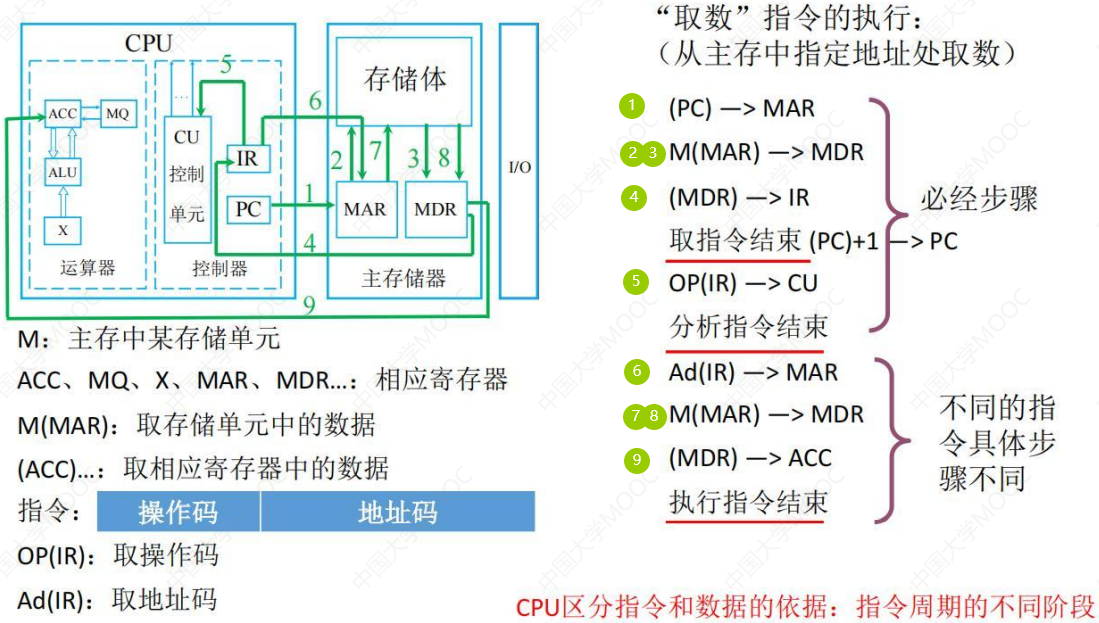 CPU
ACC
MQ
ALU
X
运算器
...
CU
控制
单元
IR
PC
控制器
存储体
MAR
MDR
主存储器
I/O
5
6
2
7
3
8
1
4
9
M：主存中某存储单元
ACC、MQ、X、MAR、MDR...：相应寄存器
M(MAR)：取存储单元中的数据
(ACC)...：取相应寄存器中的数据
指令：
操作码
地址码
OP(IR)：取操作码
Ad(IR)：取地址码
“取数”指令的执行：
（从主存中指定地址处取数）
1 (PC) —> MAR
2 3 M(MAR) —> MDR
4 (MDR) —> IR
取指令结束 (PC)+1 —> PC
5 OP(IR) —> CU
分析指令结束
必经步骤
6 Ad(IR) —> MAR
7 8 M(MAR) —> MDR
9 (MDR) —> ACC
执行指令结束
不同的指
令具体步
骤不同
CPU区分指令和数据的依据：指令周期的不同阶段
中国大学MOOC